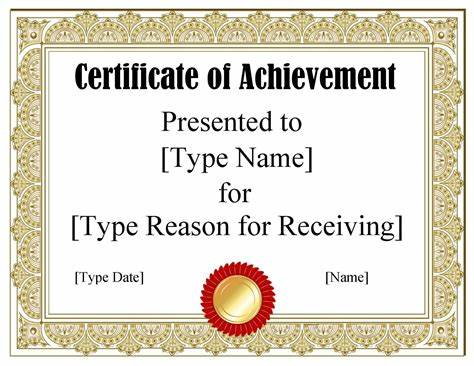 Certificate of Achievement
Presented to
[Type Name]
for
[Type Reason for Receiving]
[Type Date] [Name]